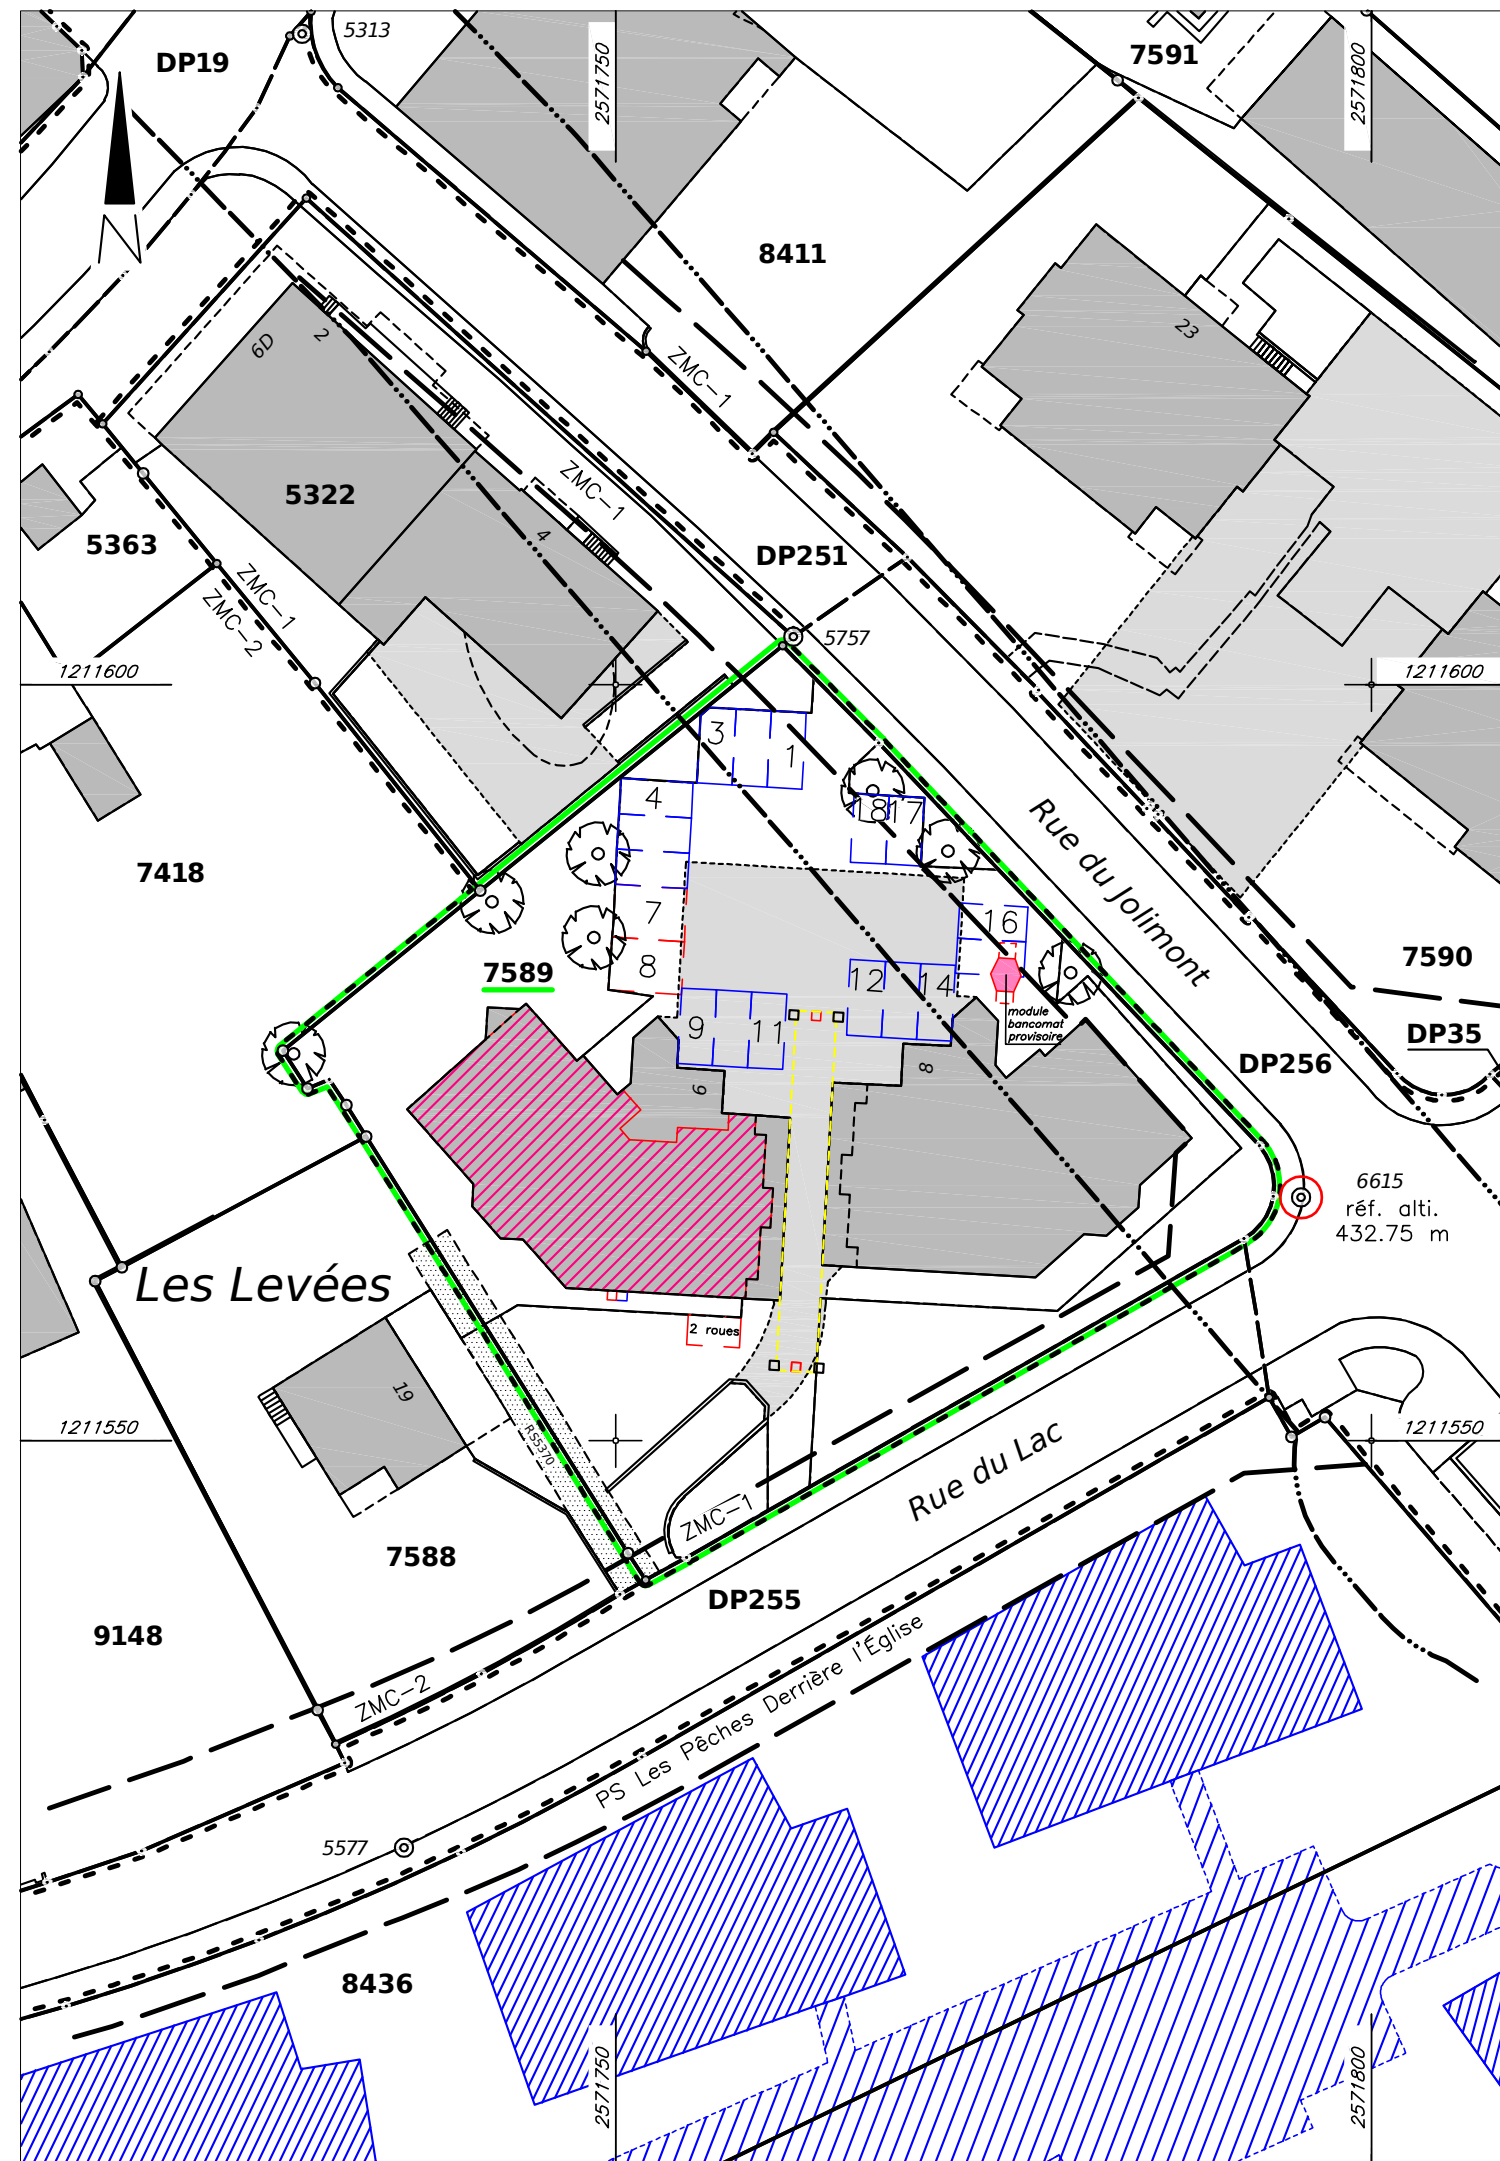 5313
DP19
2571750
7591
2571800
8411
23
ZMC-1
6D
2
ZMC-1
5322
4
5363
ZMC-1
ZMC-2
DP251
5757
1211600
1211600
3
1
4
18
17
Rue du Jolimont
7418
7
16
7589
8
12
14
7590
9
11
module
bancomat
provisoire
DP35
DP256
6
8
6615
réf. alti.
432.75 m
Les Levées
2 roues
19
1211550
RS5370
1211550
Rue du Lac
ZMC-1
7588
DP255
9148
ZMC-2
PS Les Pêches Derrière l'Église
5577
8436
2571750
2571800